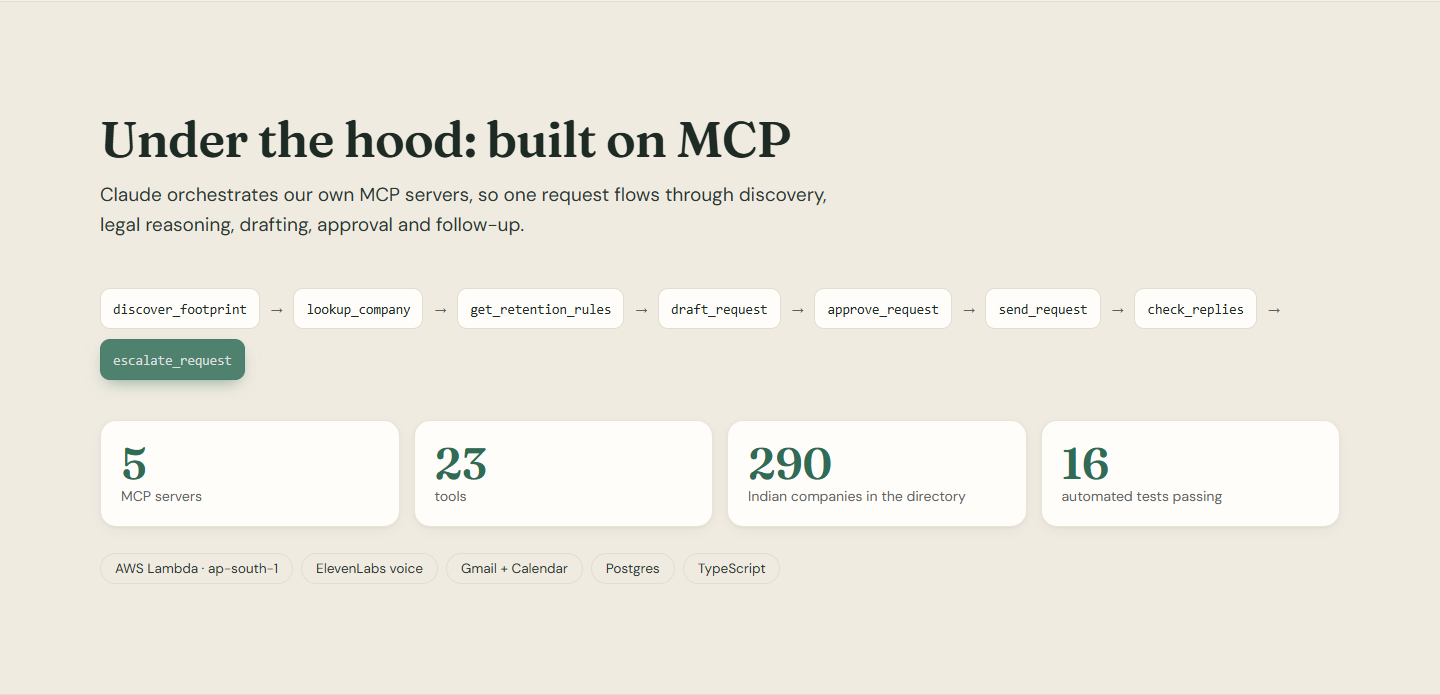 Under the hood: built on MCP
Claude orchestrates our own MCP servers, so one request flows through discovery,
legal reasoning, drafting, approval and follow-up.
discover_footprint → lookup_company → get_retention_rules → draft_request → approve_request → send_request → check_replies →
escalate_request
5
MCP servers
23
tools
290
Indian companies in the directory
16
automated tests passing
AWS Lambda · ap-south-1 ElevenLabs voice Gmail + Calendar Postgres TypeScript